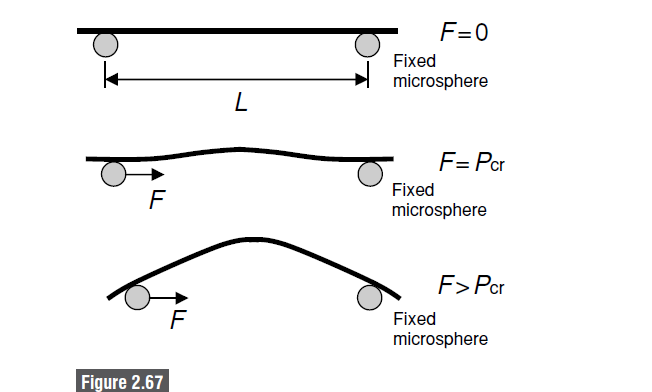 F=0
Fixed
microsphere
L
F=Pcr
F
Fixed
microsphere
F>Pcr
F
Fixed
microsphere
Figure 2.67